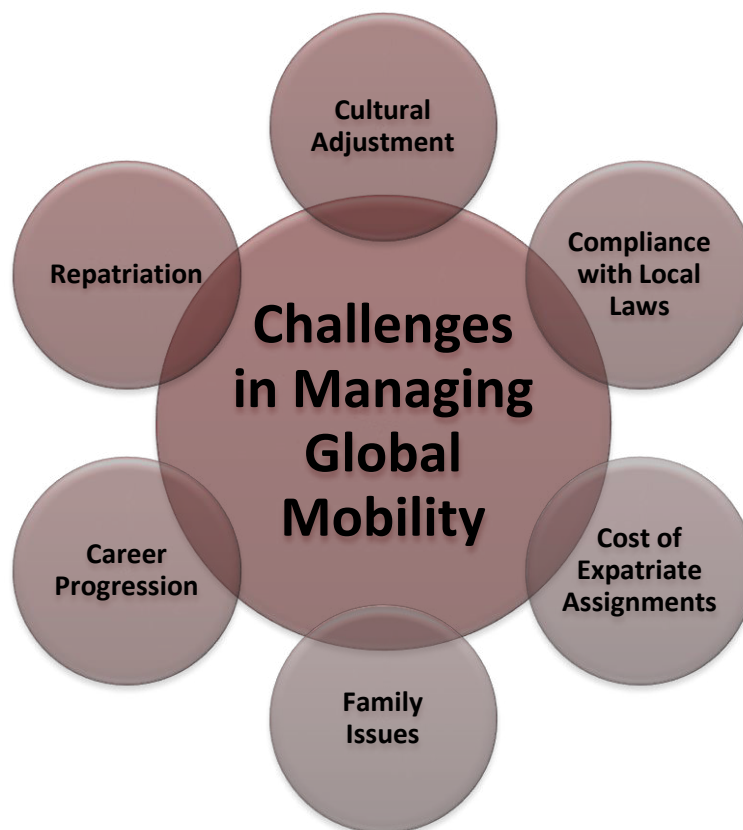 Cultural
Adjustment
Compliance
with Local
Laws
Repatriation
Challenges
in Managing
Global
Mobility
Cost of
Expatriate
Assignments
Career
Progression
Family
Issues